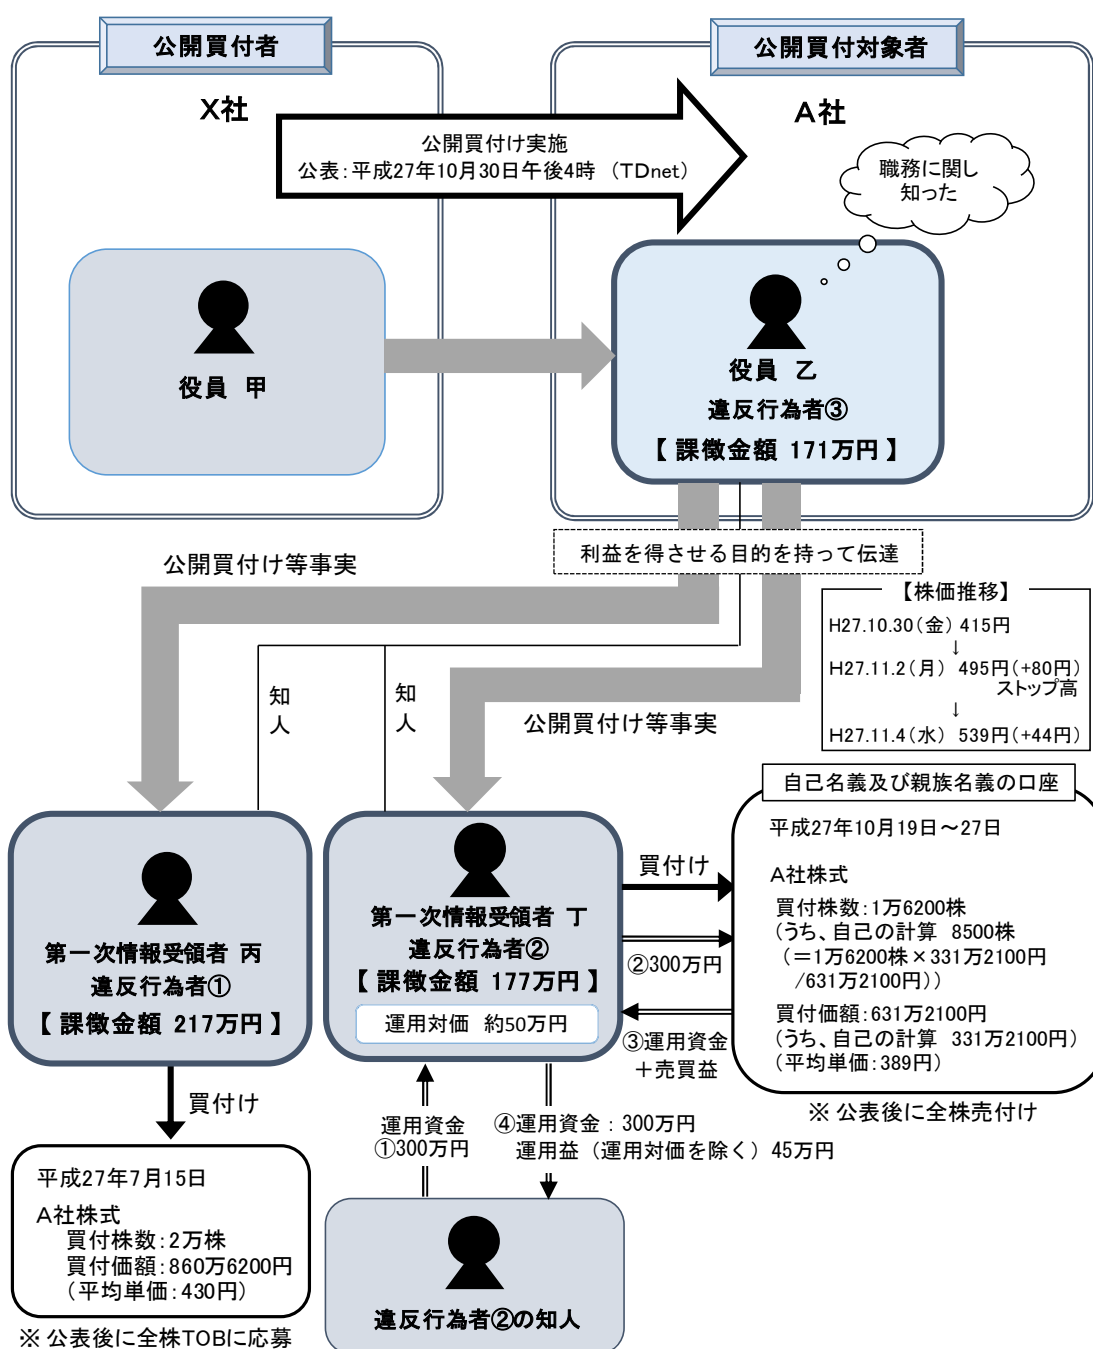 公開買付者
公開買付対象者
X社
A社
公開買付け実施
公表：平成27年10月30日午後4時 （TDnet）
職務に関し
知った
役員 甲
役員 乙
違反行為者③
【 課徴金額 171万円 】
利益を得させる目的を持って伝達
公開買付け等事実
【株価推移】
H27.10.30（金） 415円
↓
H27.11.2（月） 495円（+80円）
ストップ高
↓
H27.11.4（水） 539円（+44円）
知人
知人
公開買付け等事実
自己名義及び親族名義の口座
平成27年10月19日～27日
A社株式
買付株数：1万6200株
（うち、自己の計算 8500株
（＝1万6200株×331万2100円
/631万2100円））
買付価額：631万2100円
（うち、自己の計算 331万2100円）
（平均単価：389円）
※ 公表後に全株売付け
買付け
②300万円
③運用資金
＋売買益
第一次情報受領者 丙
違反行為者①
【 課徴金額 217万円 】
第一次情報受領者 丁
違反行為者②
【 課徴金額 177万円 】
運用対価 約50万円
買付け
運用資金
①300万円
④運用資金：300万円
運用益（運用対価を除く）45万円
平成27年7月15日
A社株式
買付株数：2万株
買付価額：860万6200円
（平均単価：430円）
※ 公表後に全株TOBに応募
違反行為者②の知人